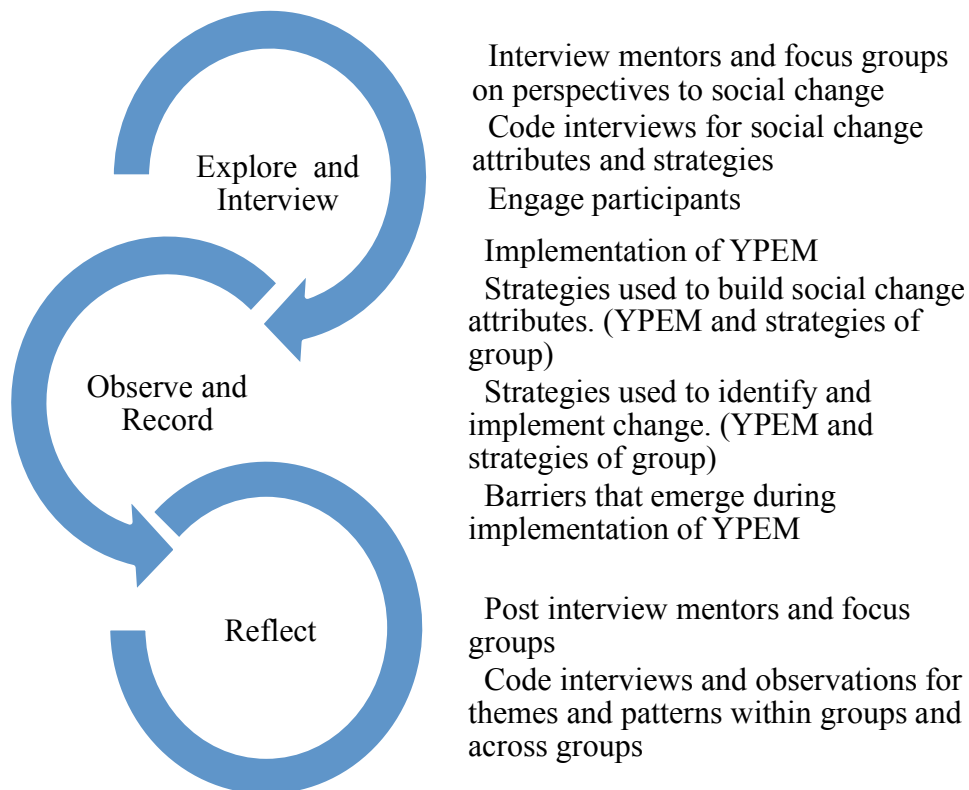 Interview mentors and focus groups
on perspectives to social change
Code interviews for social change
attributes and strategies
Engage participants
Explore and
Interview
Implementation of YPEM
Strategies used to build social change
attributes. (YPEM and strategies of
group)
Strategies used to identify and
implement change. (YPEM and
strategies of group)
Barriers that emerge during
implementation of YPEM
Observe and
Record
Post interview mentors and focus
groups
Code interviews and observations for
themes and patterns within groups and
across groups
Reflect